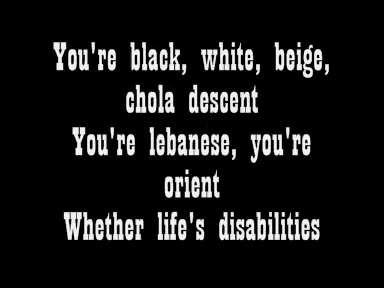 You're black, white, beige,
chola descent
You're lebanese, you're
orient
Whether life's disabilities